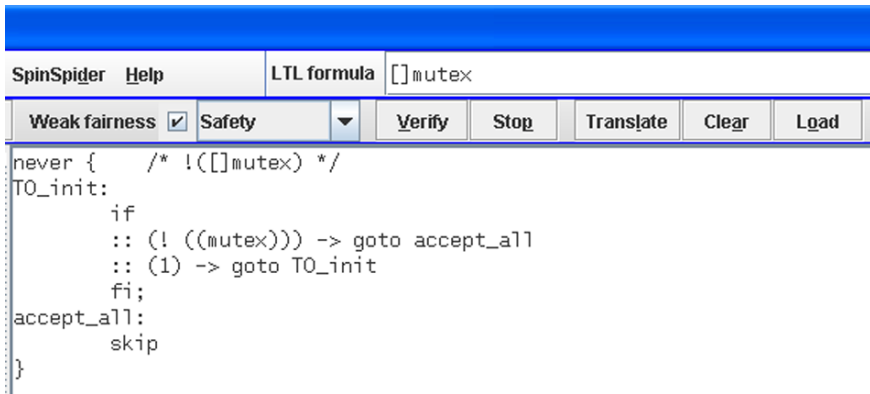 SpinSpider Help LTL formula []mutex
Weak fairness Safety Verify Stop Translate Clear Load
never {    /* !([]mutex) */
T0_init:
        if
        :: (! ((mutex))) -> goto accept_all
        :: (1) -> goto T0_init
        fi;
accept_all:
        skip
}